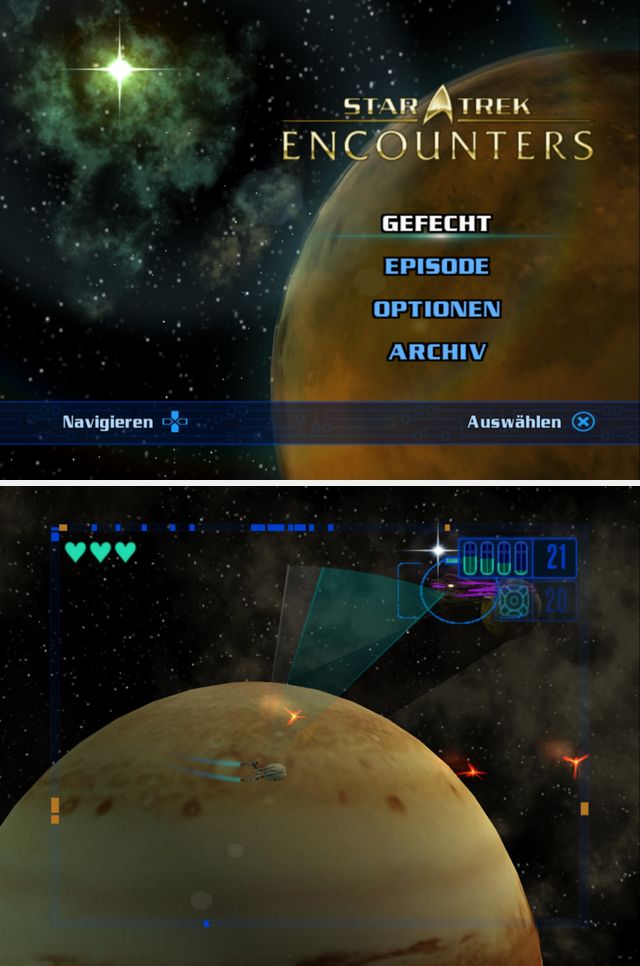 STAR TREK
ENCOUNTERS
GEFECHT
EPISODE
OPTIONEN
ARCHIV
Navigieren
Auswählen
21
20